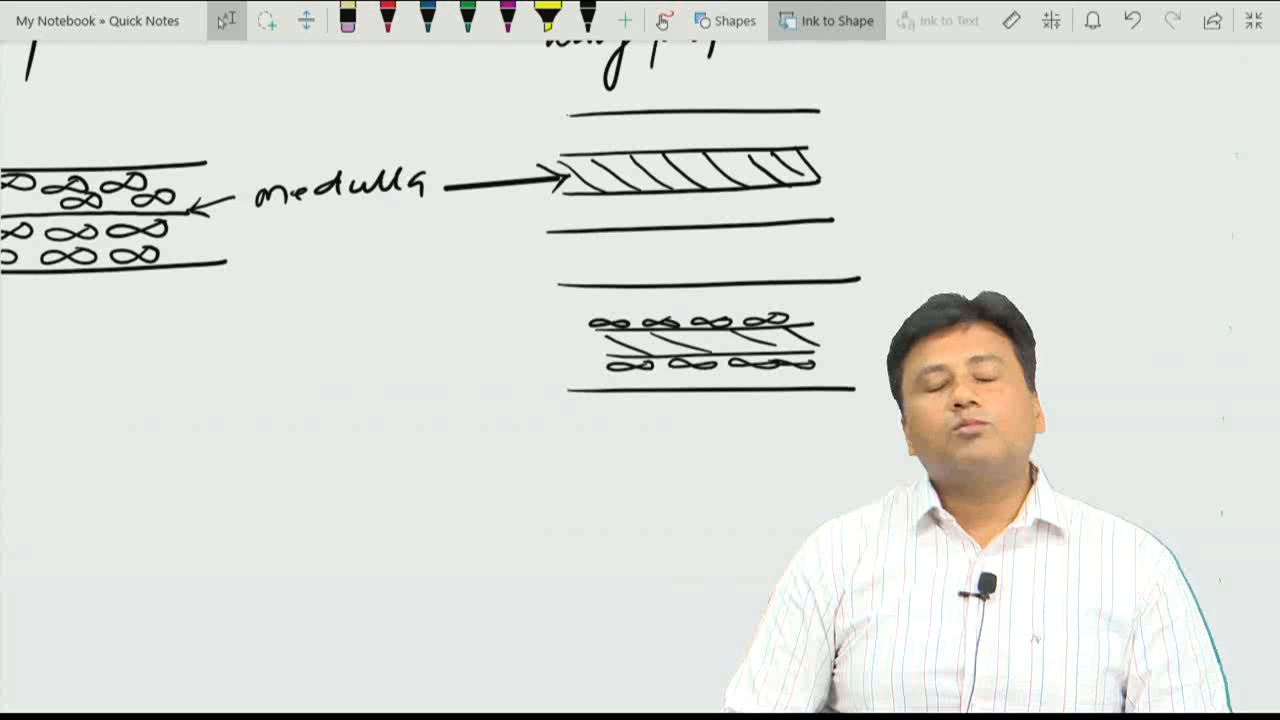 My Notebook » Quick Notes
Shapes
Ink to Shape
Ink to Text
medulla